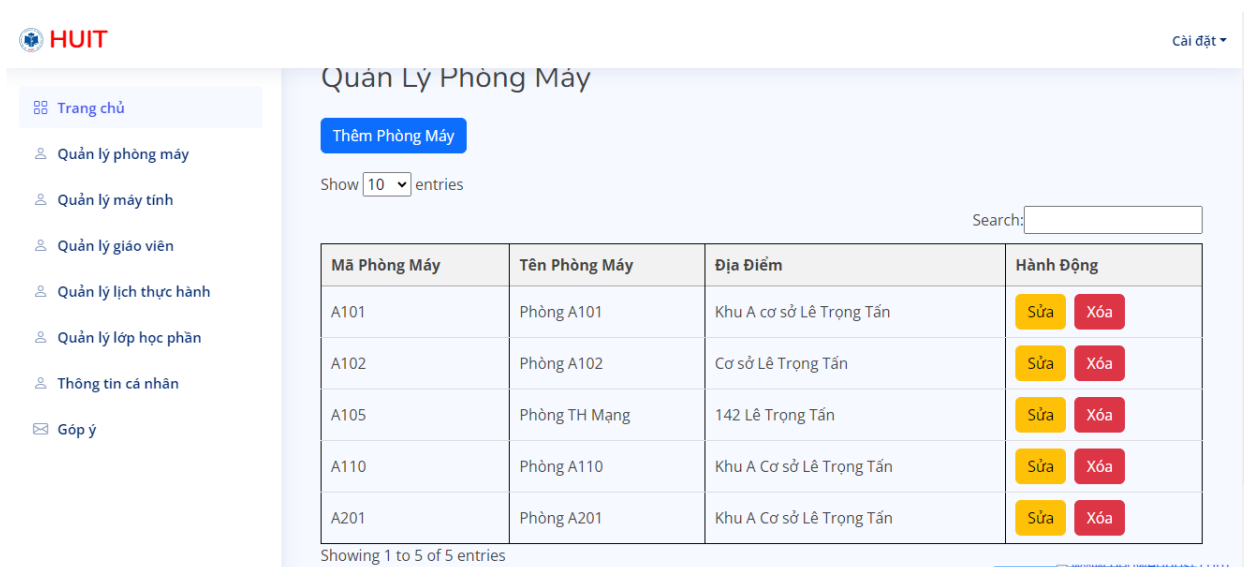 HUIT
Cài đặt
Quản Lý Phòng Máy
Trang chủ
Quản lý phòng máy
Quản lý máy tính
Quản lý giáo viên
Quản lý lịch thực hành
Quản lý lớp học phần
Thông tin cá nhân
Góp ý
Thêm Phòng Máy
Show 10 entries
Search:
Mã Phòng Máy Tên Phòng Máy Địa Điểm Hành Động
A101 Phòng A101 Khu A cơ sở Lê Trọng Tấn Sửa Xóa
A102 Phòng A102 Cơ sở Lê Trọng Tấn Sửa Xóa
A105 Phòng TH Mạng 142 Lê Trọng Tấn Sửa Xóa
A110 Phòng A110 Khu A Cơ sở Lê Trọng Tấn Sửa Xóa
A201 Phòng A201 Khu A Cơ sở Lê Trọng Tấn Sửa Xóa
Showing 1 to 5 of 5 entries